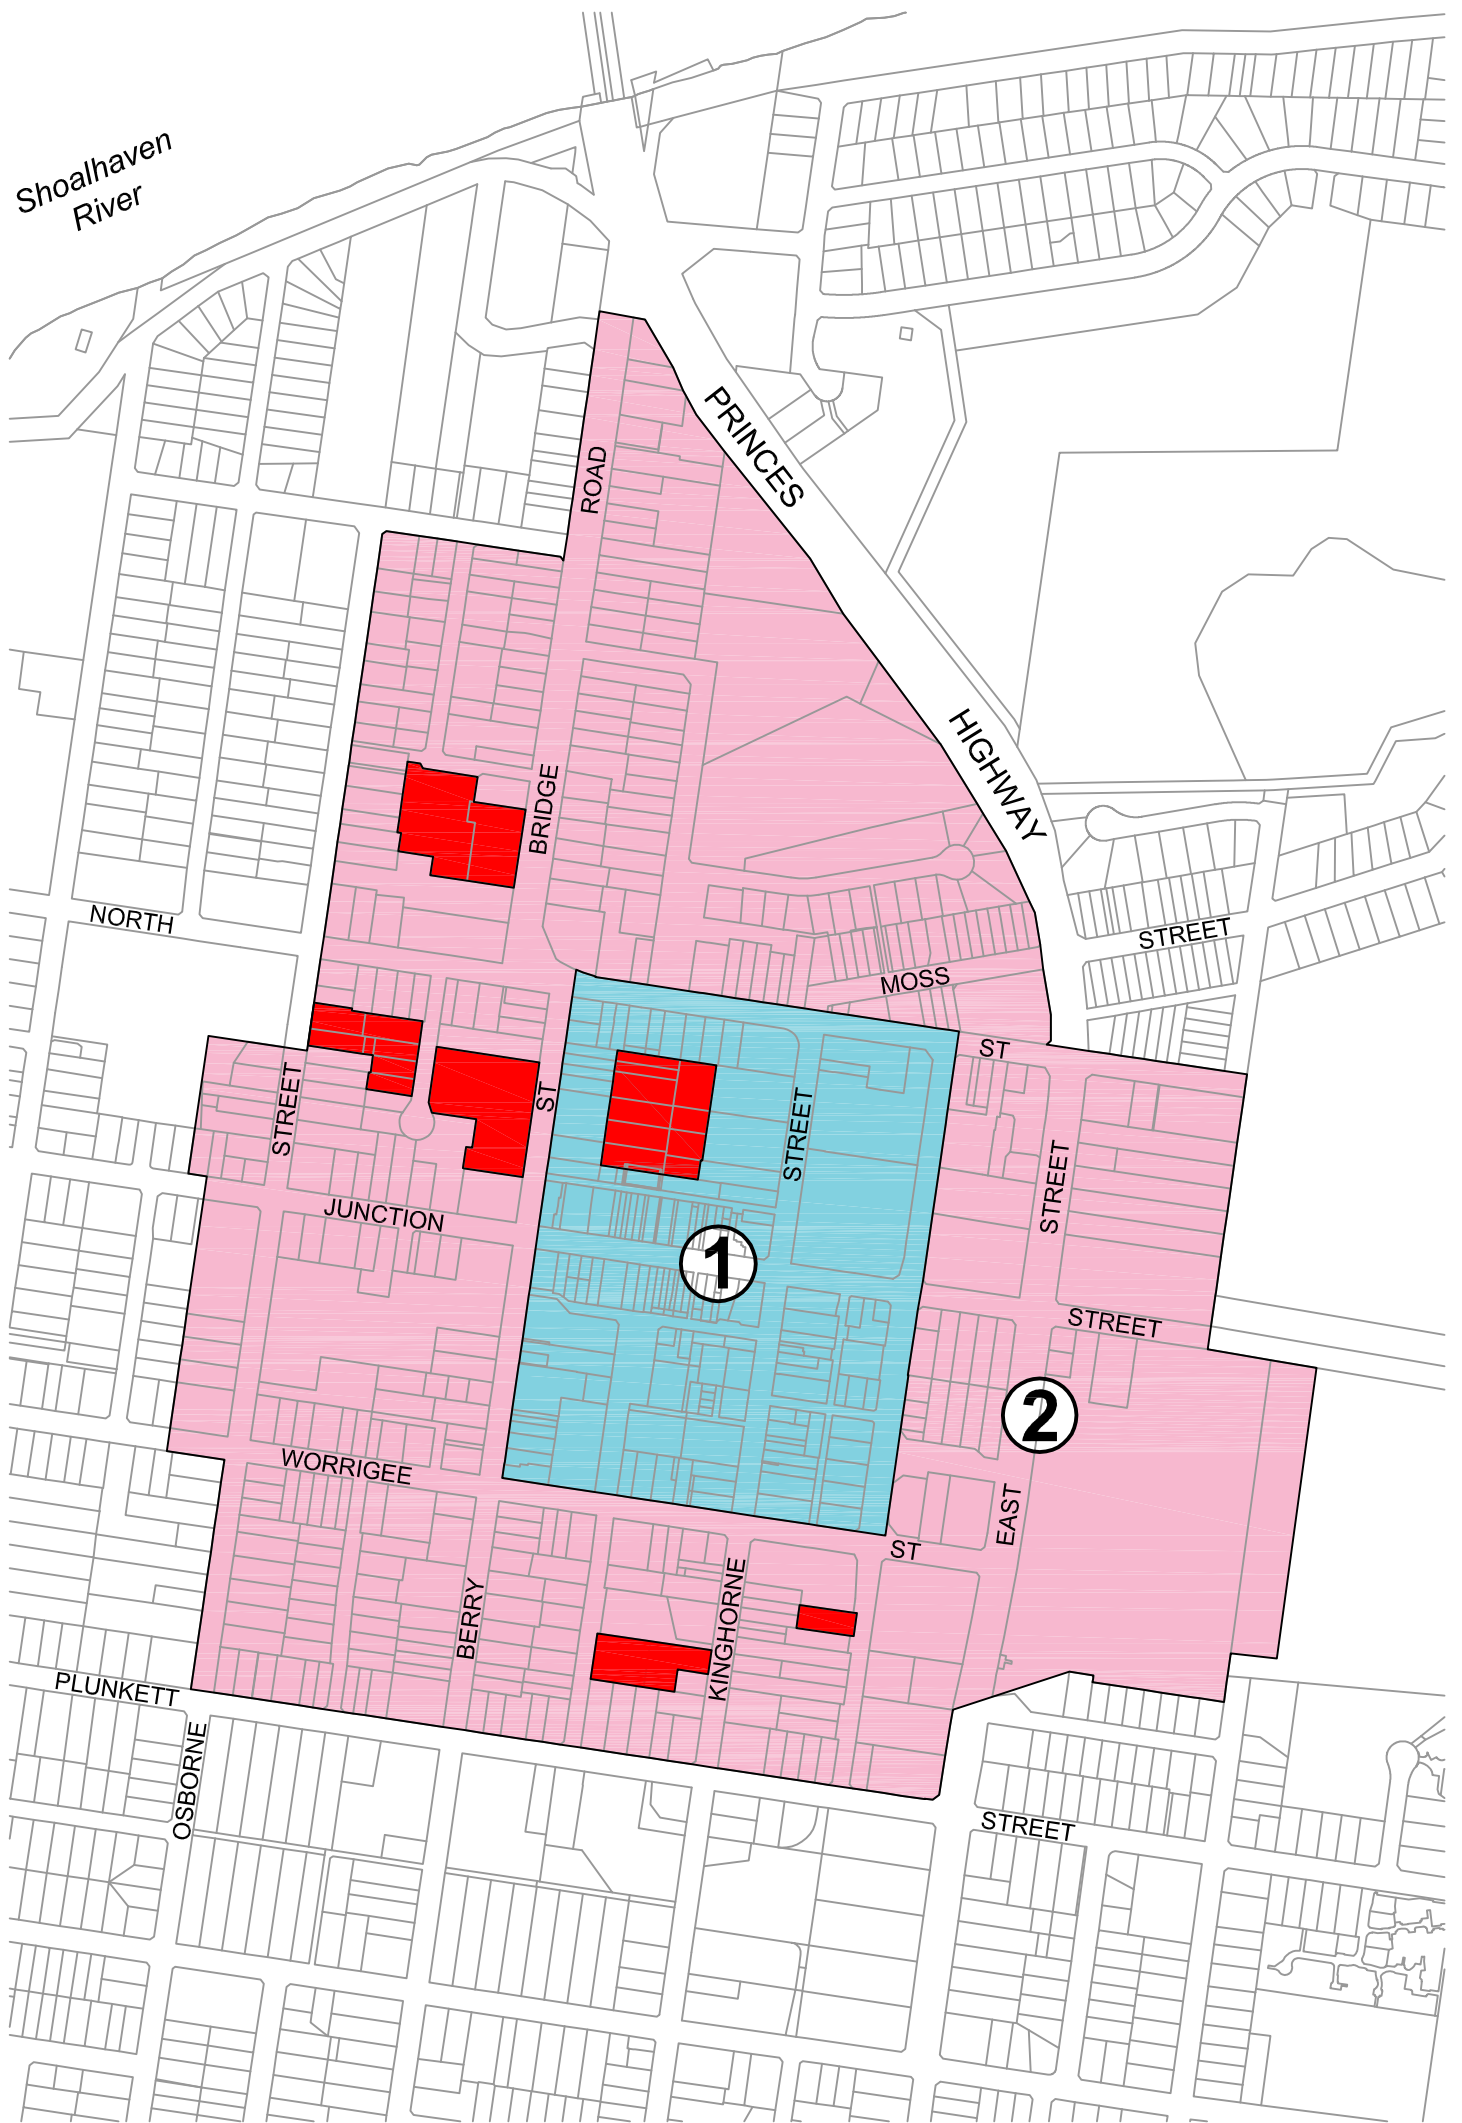 Shoalhaven
River
PRINCES
ROAD
HIGHWAY
BRIDGE
NORTH
STREET
MOSS
ST
STREET
ST
STREET
STREET
JUNCTION
1
STREET
2
WORRIGEE
EAST
ST
BERRY
KINGHORNE
PLUNKETT
OSBORNE
STREET